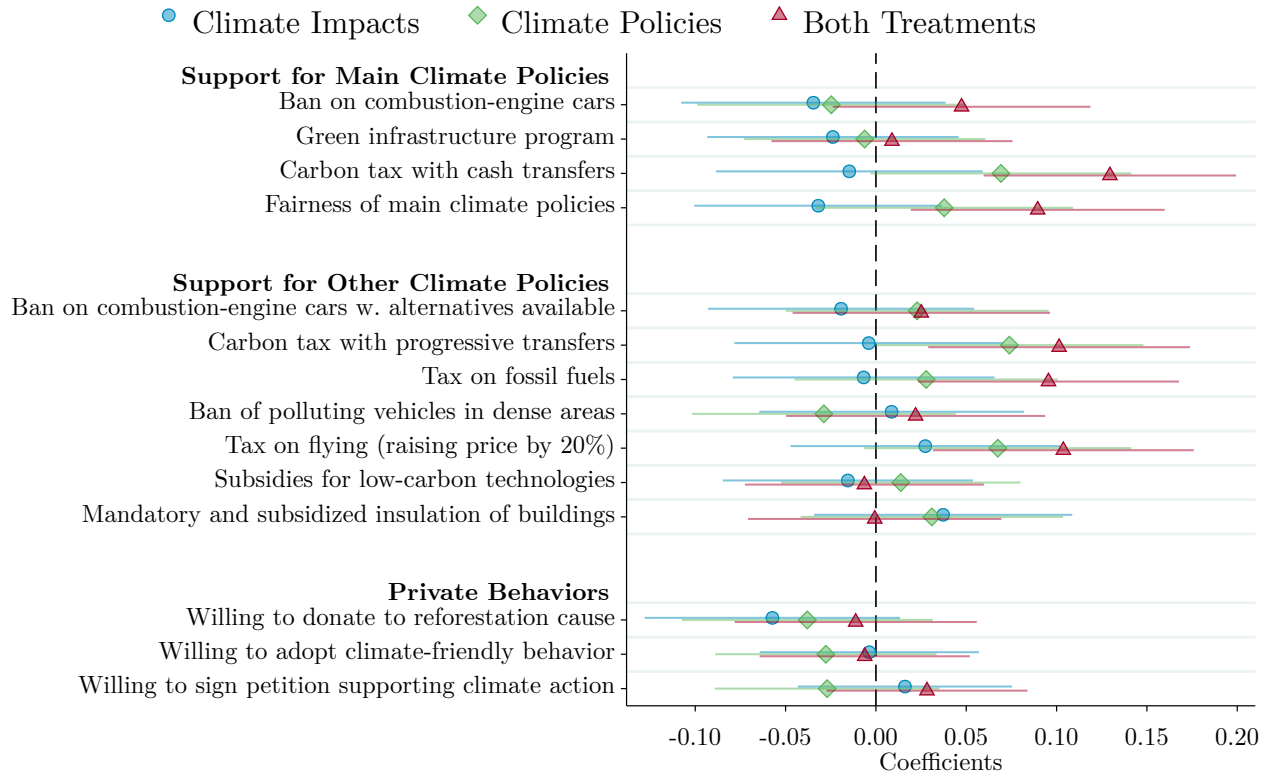 Climate Impacts Climate Policies Both Treatments
Support for Main Climate Policies
Ban on combustion-engine cars
Green infrastructure program
Carbon tax with cash transfers
Fairness of main climate policies
Support for Other Climate Policies
Ban on combustion-engine cars w. alternatives available
Carbon tax with progressive transfers
Tax on fossil fuels
Ban of polluting vehicles in dense areas
Tax on flying (raising price by 20%)
Subsidies for low-carbon technologies
Mandatory and subsidized insulation of buildings
Private Behaviors
Willing to donate to reforestation cause
Willing to adopt climate-friendly behavior
Willing to sign petition supporting climate action
-0.10 -0.05 0.00 0.05 0.10 0.15 0.20
Coefficients